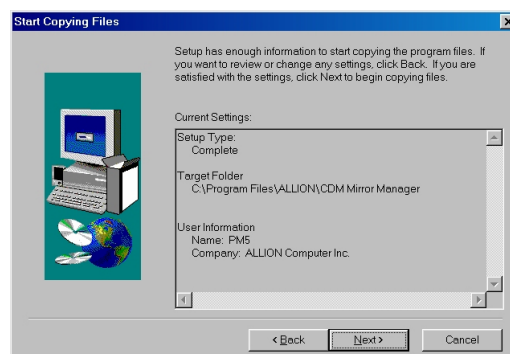 Start Copying Files
Setup has enough information to start copying the program files. If
you want to review or change any settings, click Back. If you are
satisfied with the settings, click Next to begin copying files.
Current Settings:
Setup Type:
Complete
Target Folder
C:\Program Files\ALLION\CDM Mirror Manager
User Information
Name: PM5
Company: ALLION Computer Inc.
< Back
Next >
Cancel